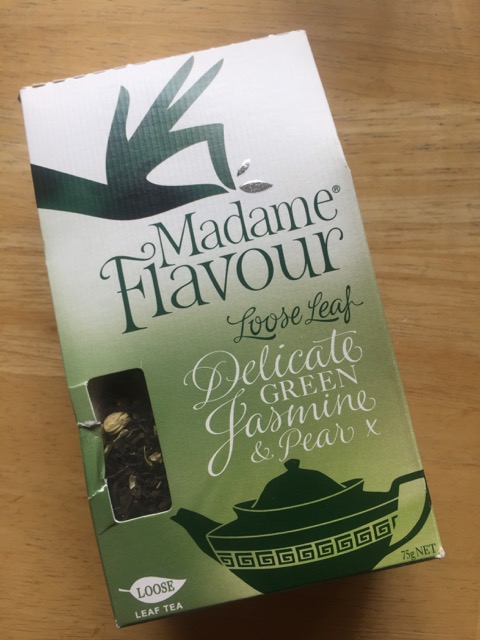 Madame®
Flavour
Loose Leaf
Delicate
GREEN
Jasmine
& Pear x
75g NET
LOOSE
LEAF TEA